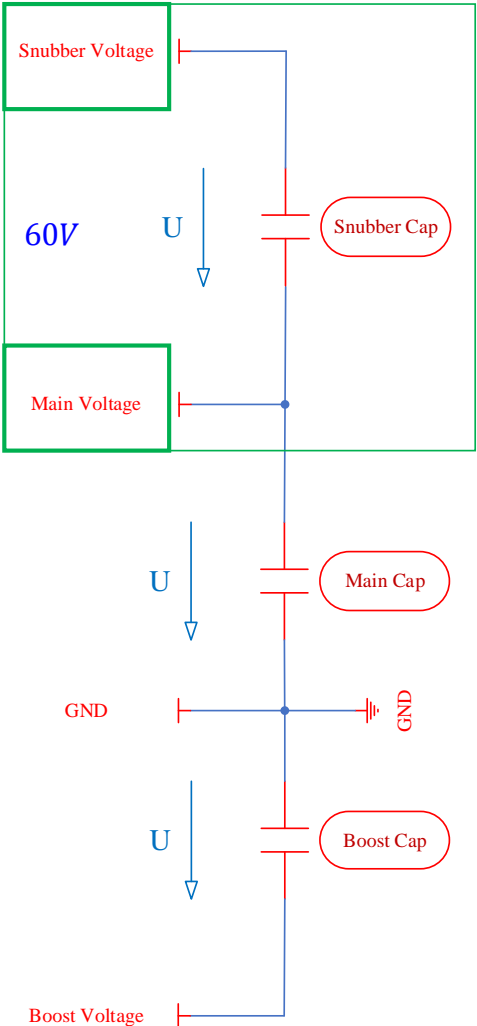 Snubber Voltage
U
Snubber Cap
60V
Main Voltage
U
Main Cap
GND
GND
U
Boost Cap
Boost Voltage